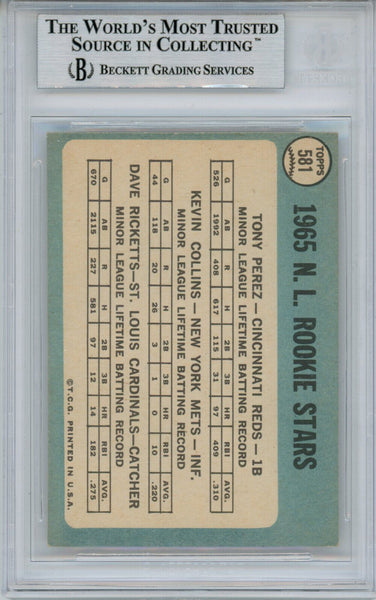 THE WORLD'S MOST TRUSTED
SOURCE IN COLLECTING™
B BECKETT GRADING SERVICES
TOPPS
581
1965 N. L. ROOKIE STARS
TONY PEREZ—CINCINNATI REDS—1B
MINOR LEAGUE LIFETIME BATTING RECORD
G AB R H 2B 3B HR RBI AVG.
526 1992 408 617 115 31 97 409 .310
KEVIN COLLINS—NEW YORK METS—INF.
MINOR LEAGUE LIFETIME BATTING RECORD
G AB R H 2B 3B HR RBI AVG.
44 118 20 26 3 1 0 10 .220
DAVE RICKETTS—ST. LOUIS CARDINALS—CATCHER
MINOR LEAGUE LIFETIME BATTING RECORD
G AB R H 2B 3B HR RBI AVG.
670 2115 227 581 97 12 14 182 .275
©T.C.G. PRINTED IN U.S.A.